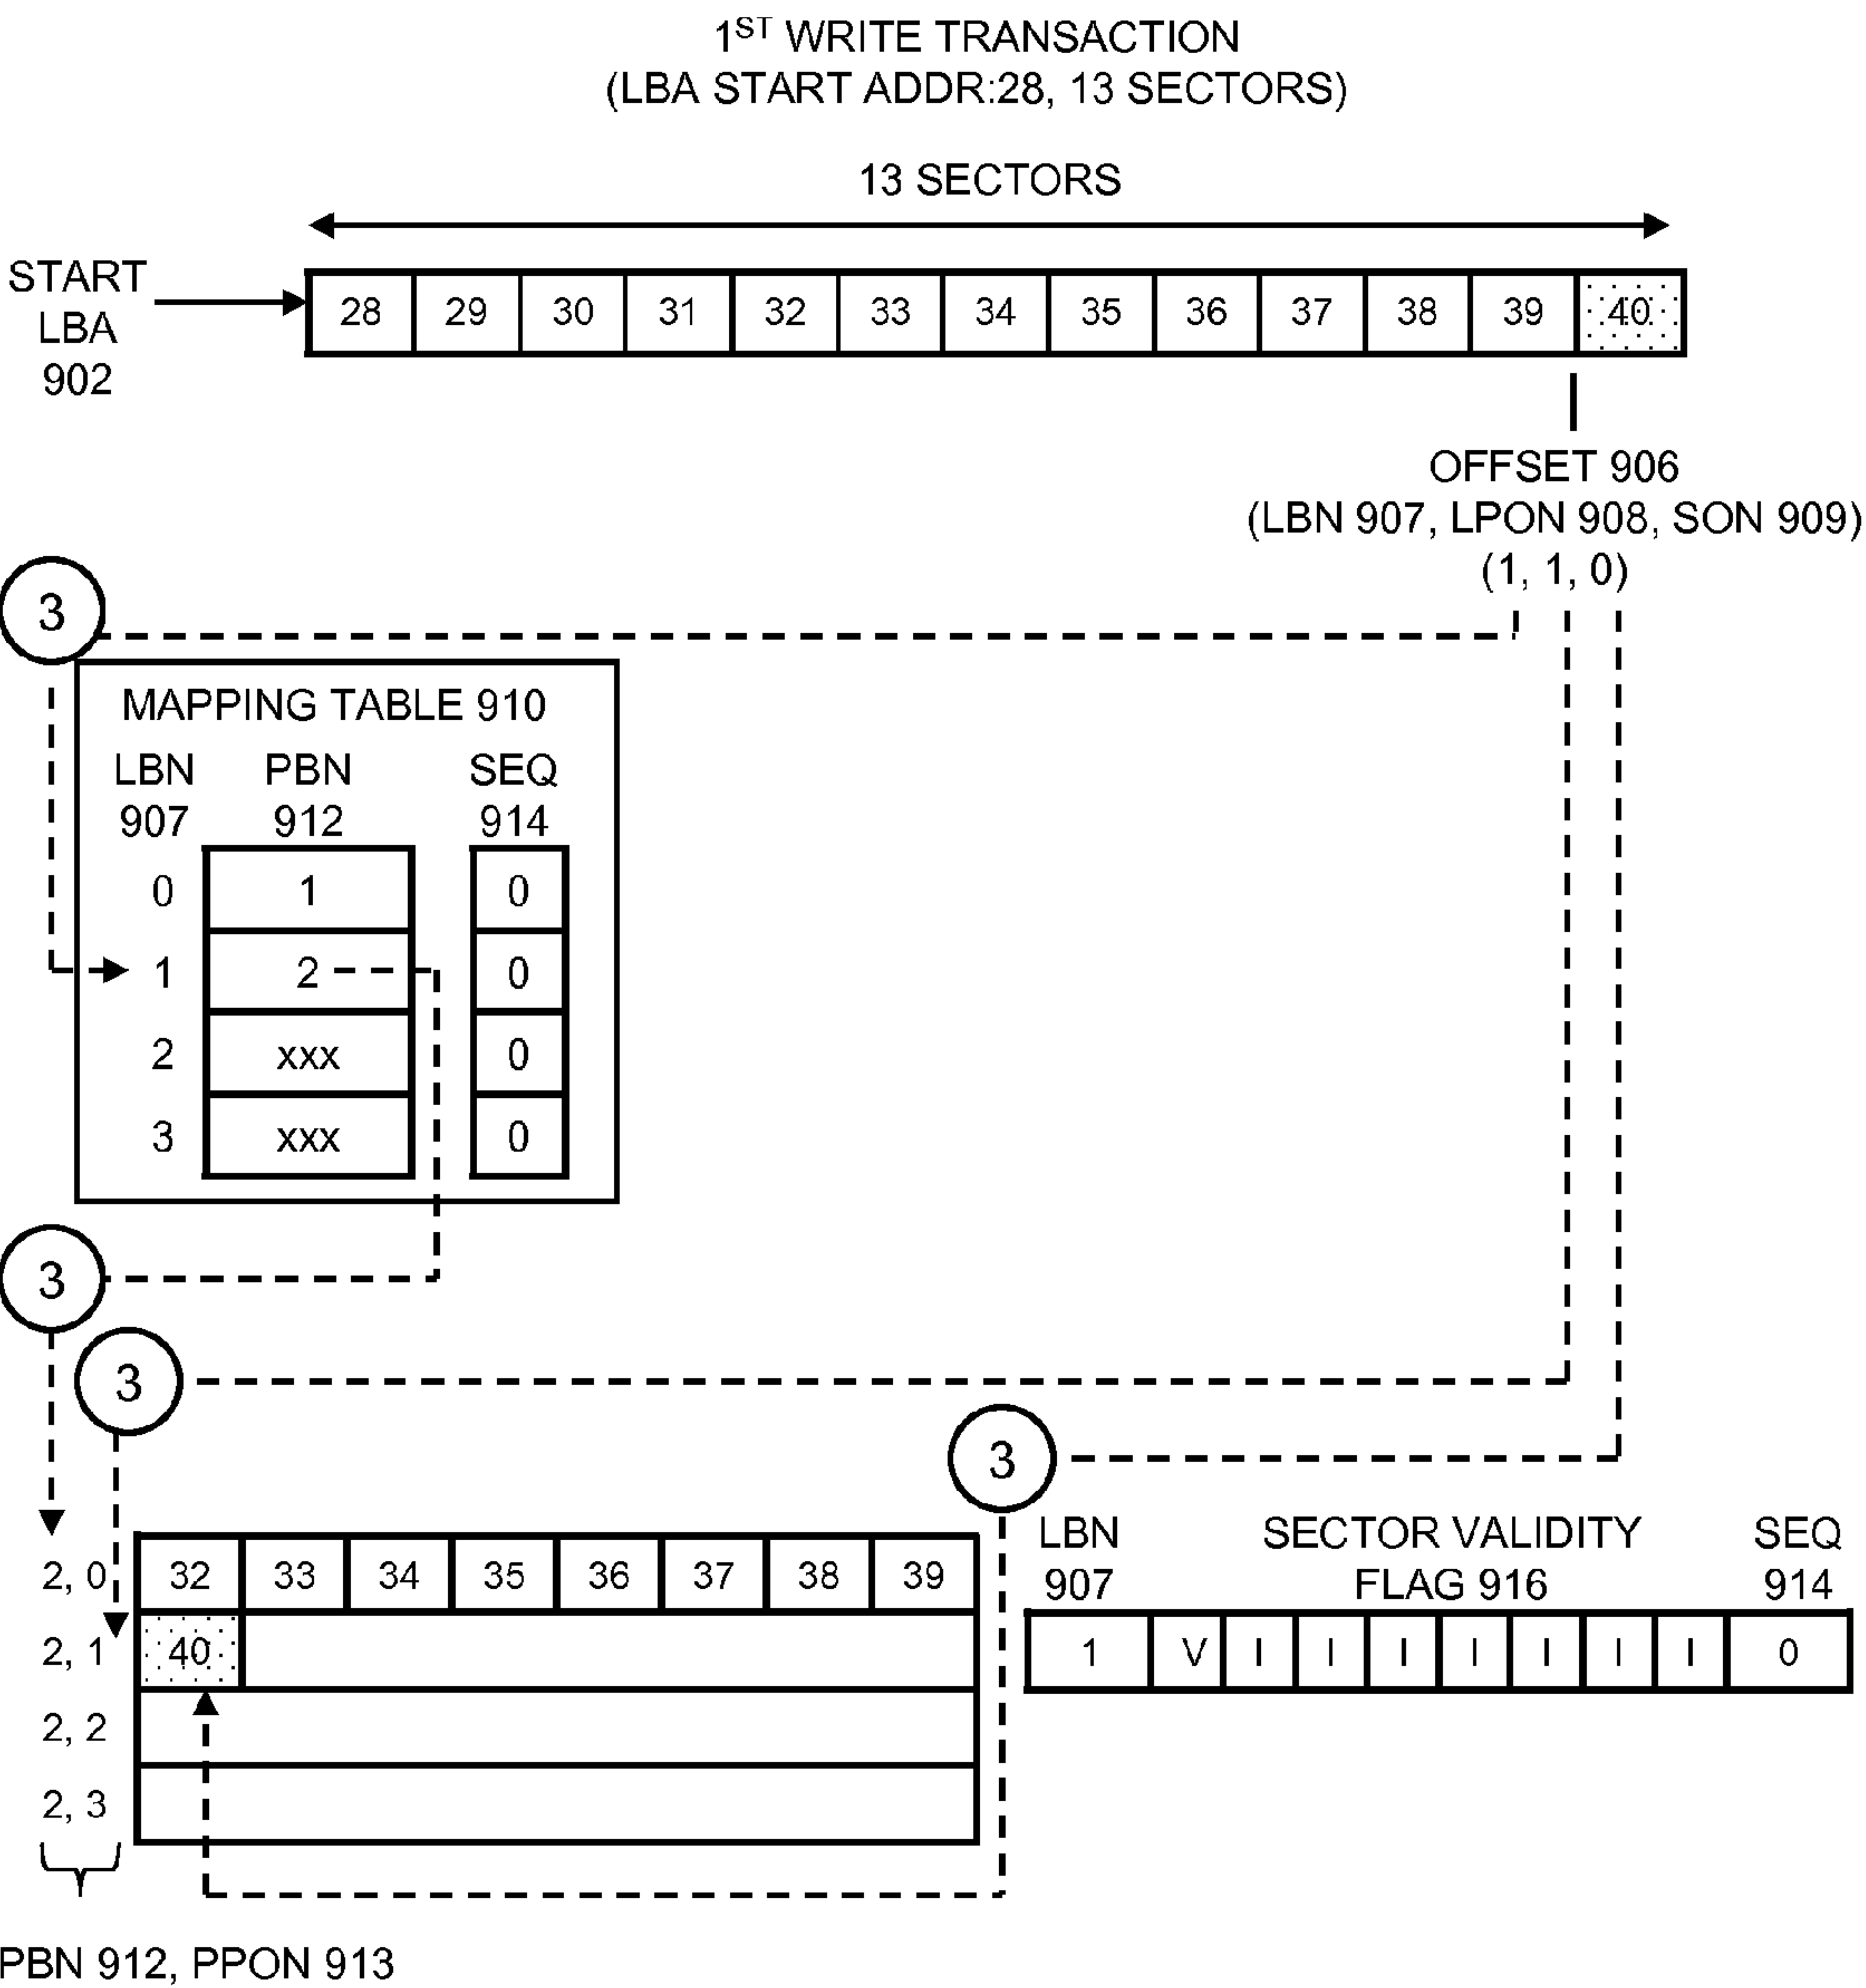 1ST WRITE TRANSACTION
(LBA START ADDR:28, 13 SECTORS)
13 SECTORS
START
LBA
902
28 29 30 31 32 33 34 35 36 37 38 39 40
OFFSET 906
(LBN 907, LPON 908, SON 909)
(1, 1, 0)
3
MAPPING TABLE 910
LBN PBN SEQ
907 912 914
0 1 0
1 2 0
2 xxx 0
3 xxx 0
3
3
3
LBN SECTOR VALIDITY SEQ
907 FLAG 916 914
2, 0 32 33 34 35 36 37 38 39
2, 1 40 1 V I I I I I I I 0
2, 2
2, 3
PBN 912, PPON 913